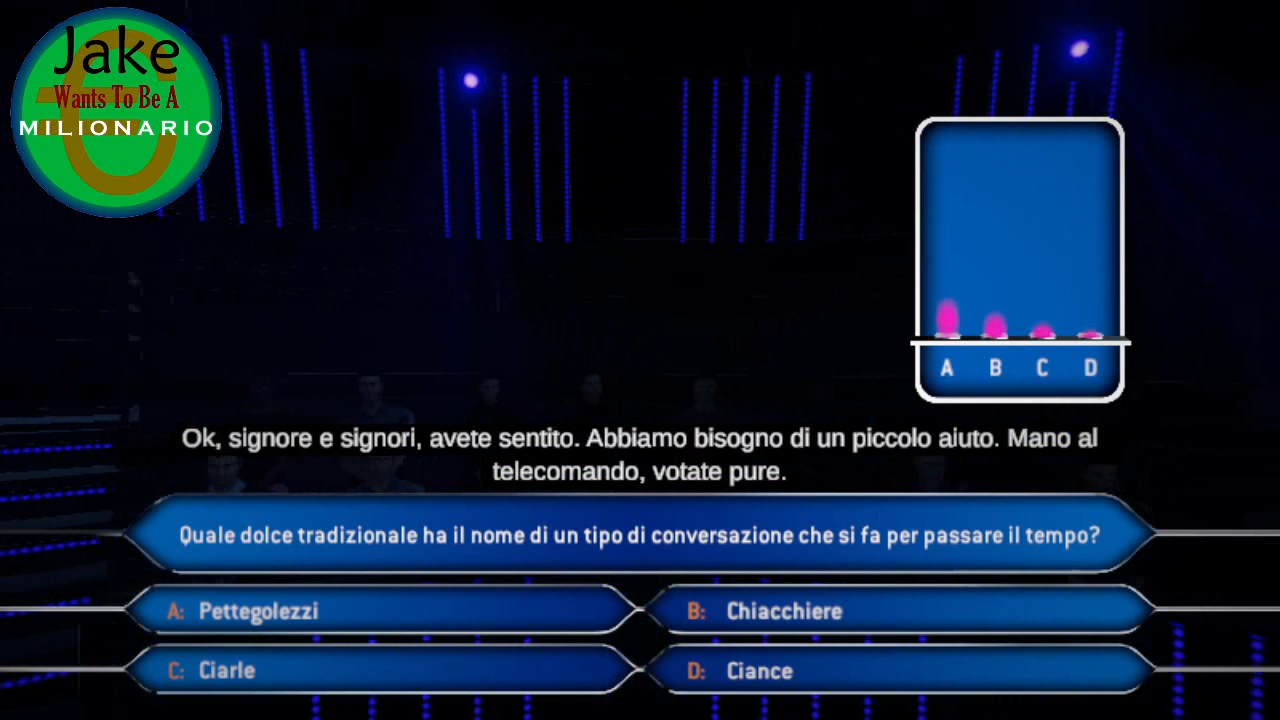 Jake
Wants To Be A
MILIONARIO
A B C D
Ok, signore e signori, avete sentito. Abbiamo bisogno di un piccolo aiuto. Mano al
telecomando, votate pure.
Quale dolce tradizionale ha il nome di un tipo di conversazione che si fa per passare il tempo?
A: Pettegolezzi
B: Chiacchiere
C: Ciarle
D: Ciance